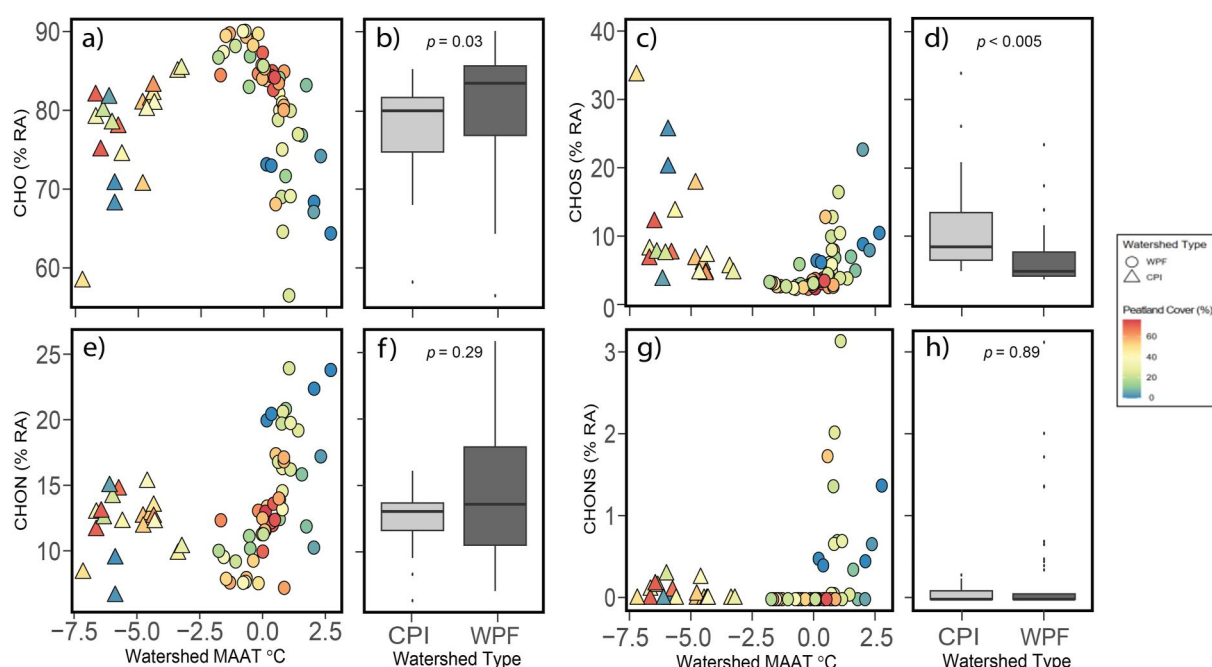 a)
CHO (% RA)
90
80
70
60
b)
p = 0.03
c)
CHOS (% RA)
40
30
20
10
0
d)
p < 0.005
e)
CHON (% RA)
25
20
15
10
−7.5 −5.0 −2.5 0.0 2.5
Watershed MAAT °C
f)
p = 0.29
CPI WPF
Watershed Type
g)
CHONS (% RA)
3
2
1
0
−7.5 −5.0 −2.5 0.0 2.5
Watershed MAAT °C
h)
p = 0.89
CPI WPF
Watershed Type
Watershed Type
WPF
CPI
Peatland Cover (%)
60
40
20
0